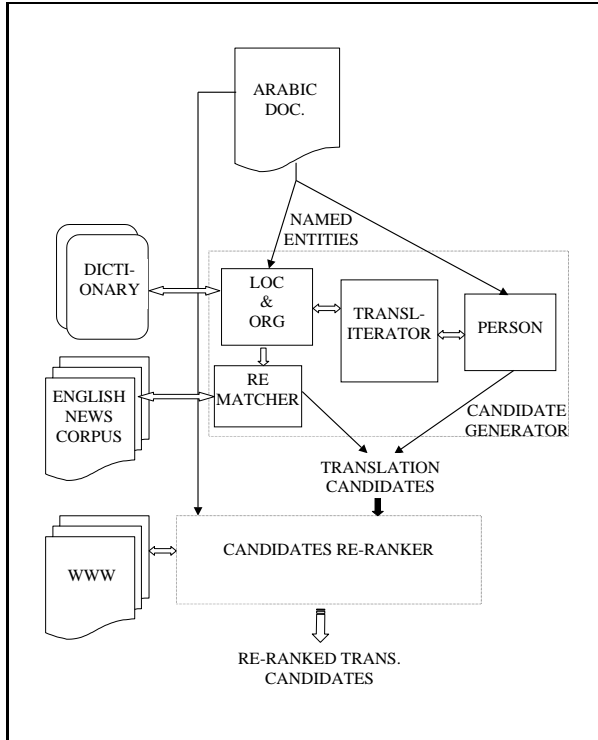 ARABIC
DOC.
NAMED
ENTITIES
DICTI-
ONARY
LOC
&
ORG
TRANSL-
ITERATOR
PERSON
ENGLISH
NEWS
CORPUS
RE
MATCHER
CANDIDATE
GENERATOR
TRANSLATION
CANDIDATES
WWW
CANDIDATES RE-RANKER
RE-RANKED TRANS.
CANDIDATES